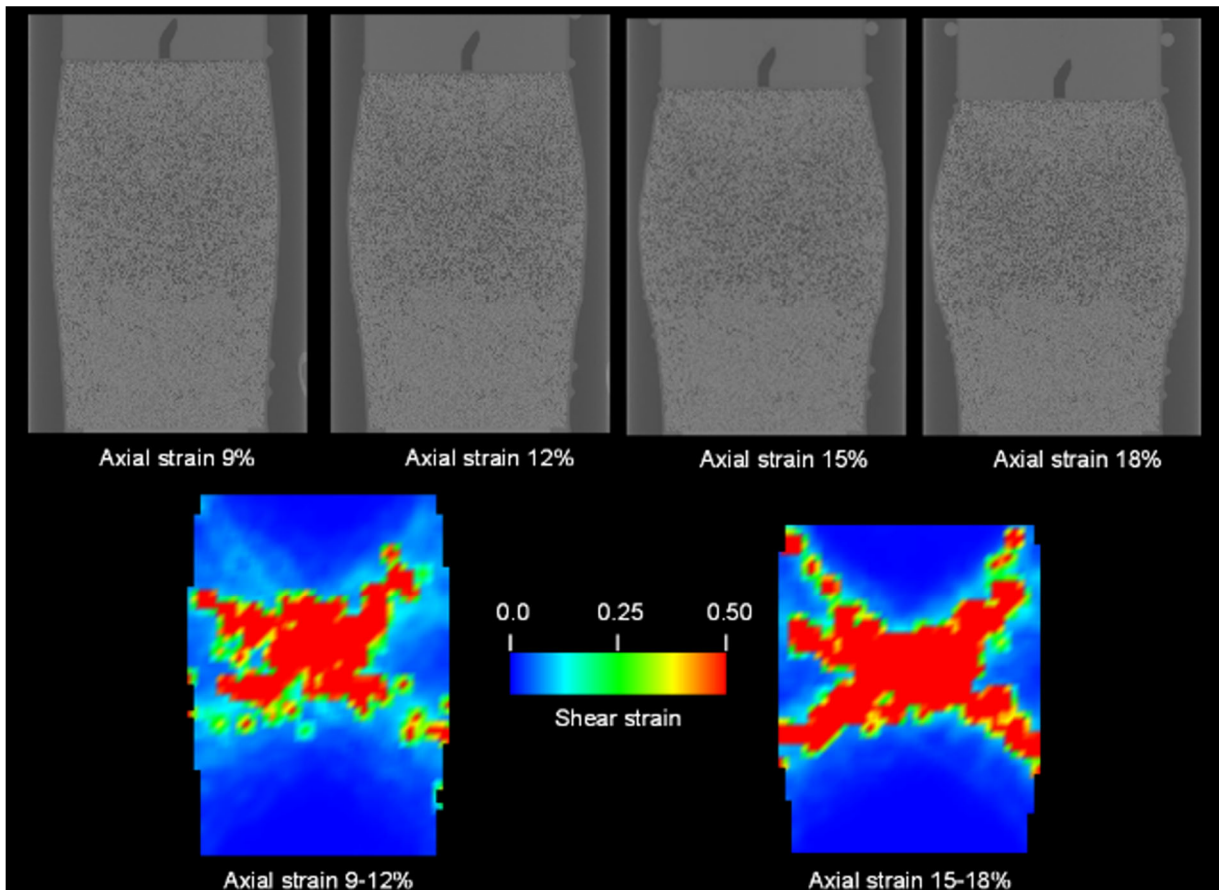 Axial strain 9%
Axial strain 12%
Axial strain 15%
Axial strain 18%
0.0 0.25 0.50
Shear strain
Axial strain 9-12%
Axial strain 15-18%